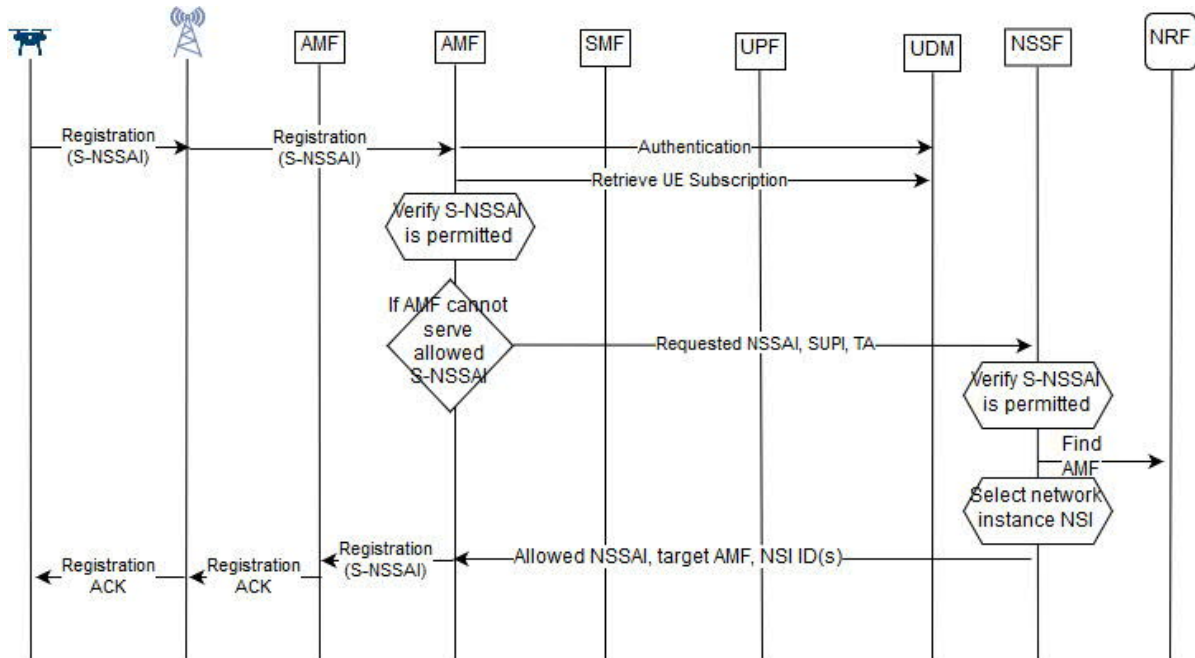 AMF
AMF
SMF
UPF
UDM
NSSF
NRF
Registration
(S-NSSAI)
Registration
(S-NSSAI)
Authentication
Retrieve UE Subscription
Verify S-NSSAI
is permitted
If AMF cannot
serve
allowed
S-NSSAI
Requested NSSAI, SUPI, TA
Verify S-NSSAI
is permitted
Find
AMF
Select network
instance NSI
Allowed NSSAI, target AMF, NSI ID(s)
Registration
(S-NSSAI)
Registration
ACK
Registration
ACK